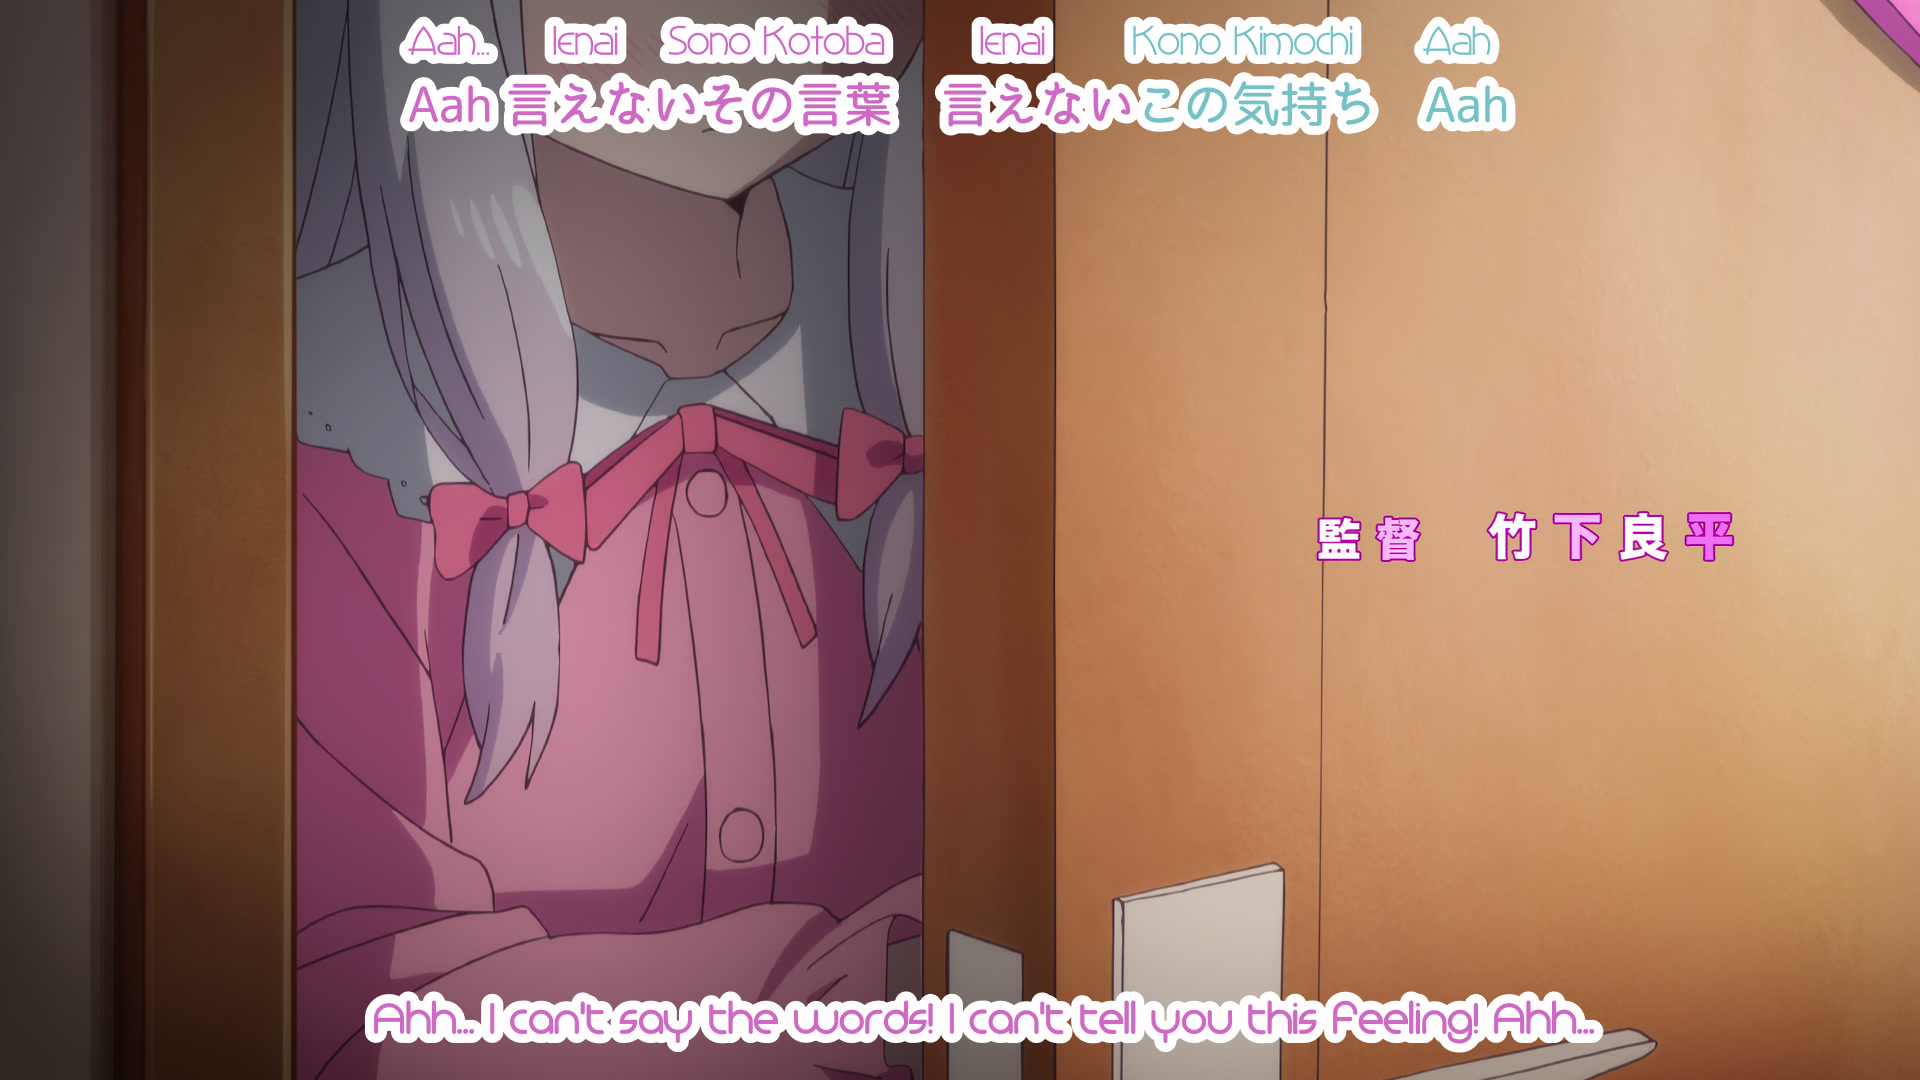 Aah... Ienai Sono Kotoba Ienai Kono Kimochi Aah
Aah 言えないその言葉 言えないこの気持ち Aah
監督 竹下良平
Ahh... I can't say the words! I can't tell you this feeling! Ahh...